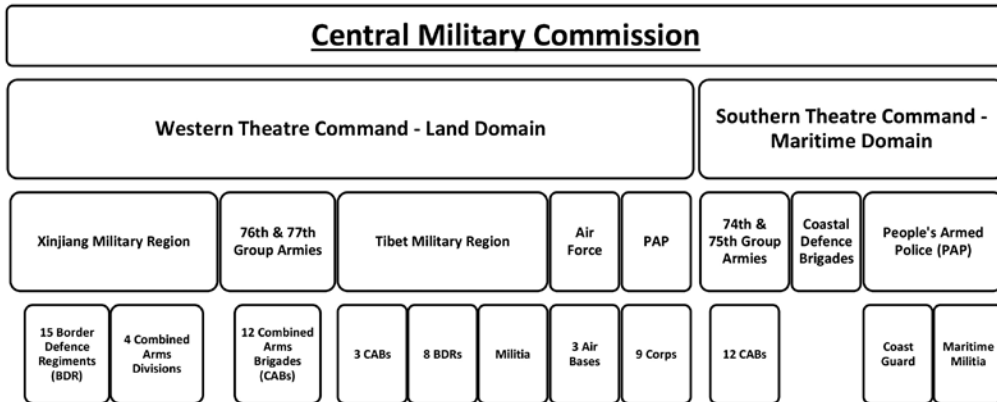 Central Military Commission
Western Theatre Command - Land Domain
Southern Theatre Command -
Maritime Domain
Xinjiang Military Region
76th & 77th
Group Armies
Tibet Military Region
Air
Force
PAP
74th &
75th Group
Armies
Coastal
Defence
Brigades
People's Armed
Police (PAP)
15 Border
Defence
Regiments
(BDR)
4 Combined
Arms
Divisions
12 Combined
Arms
Brigades
(CABs)
3 CABs
8 BDRs
Militia
3 Air
Bases
9 Corps
12 CABs
Coast
Guard
Maritime
Militia